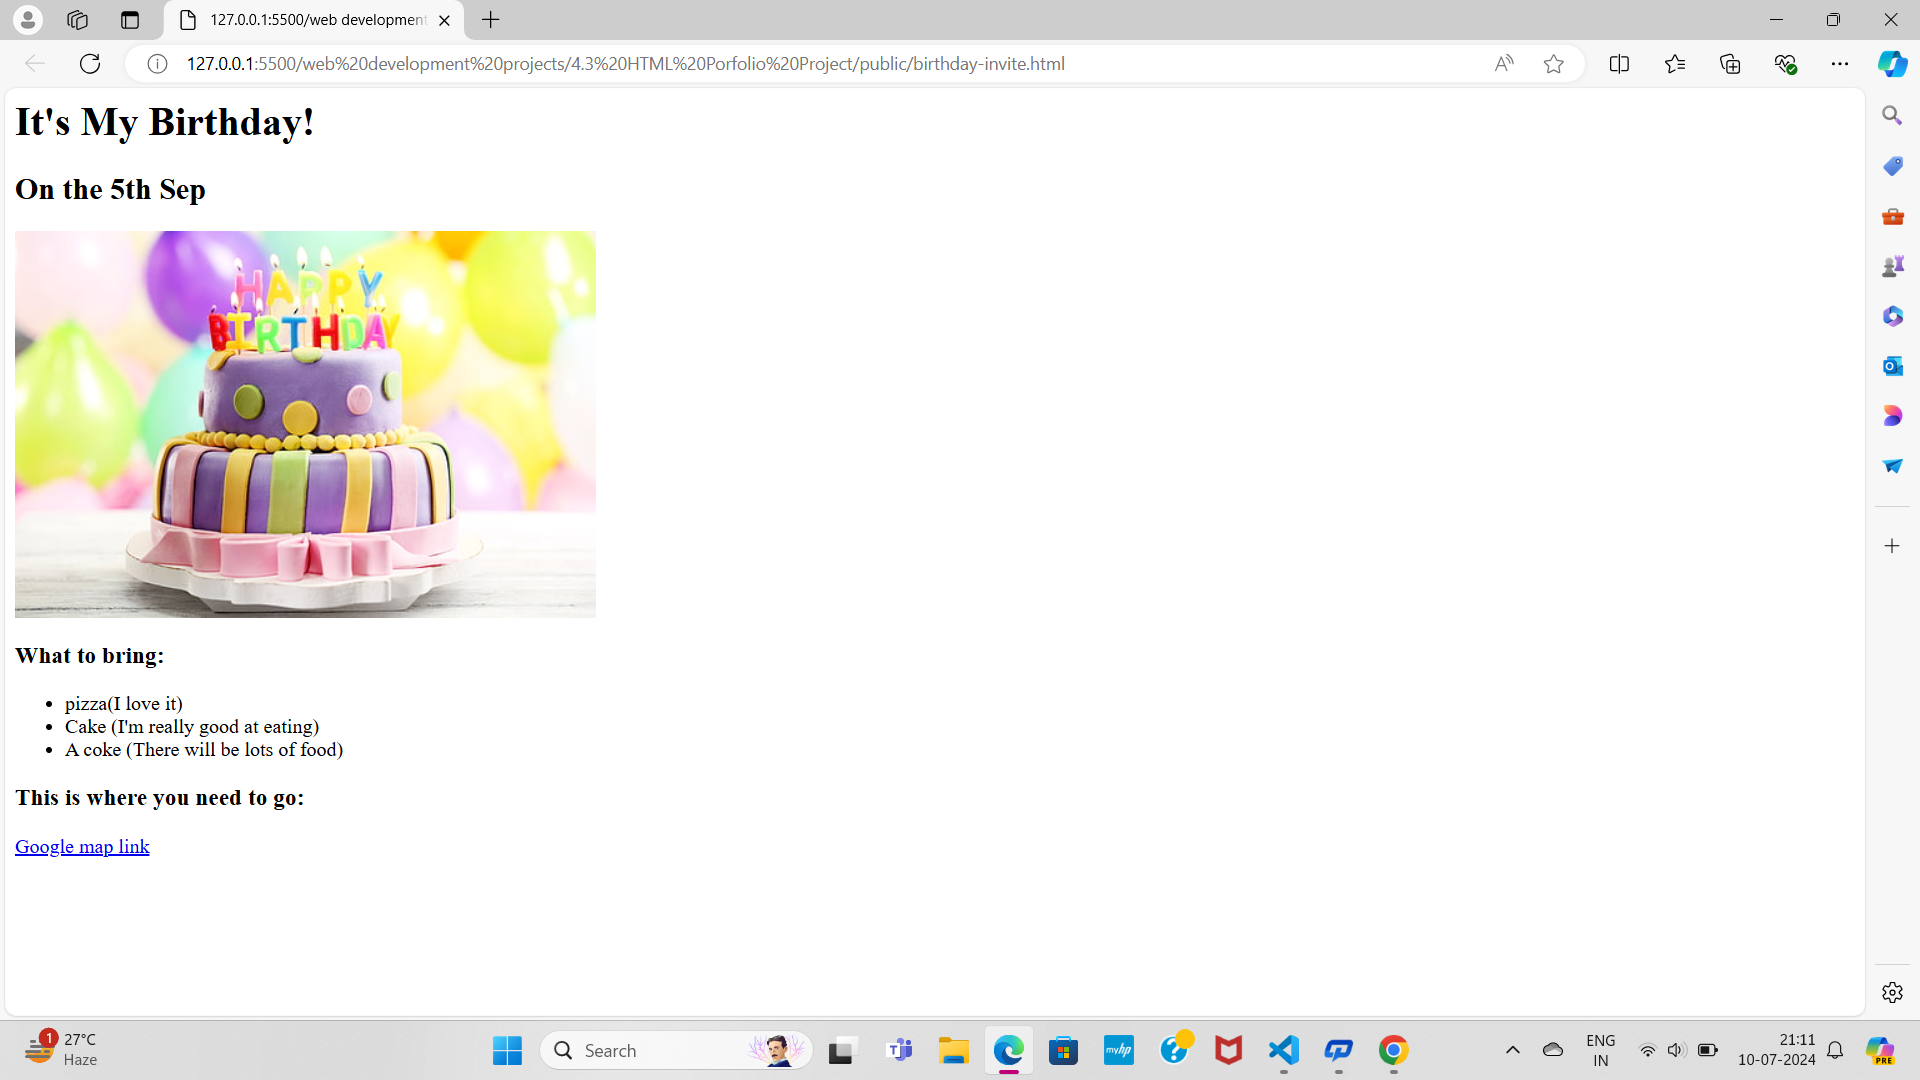 127.0.0.1:5500/web development
127.0.0.1:5500/web%20development%20projects/4.3%20HTML%20Porfolio%20Project/public/birthday-invite.html
It's My Birthday!
On the 5th Sep
HAPPY
BIRTHDAY
What to bring:
pizza(I love it)
Cake (I'm really good at eating)
A coke (There will be lots of food)
This is where you need to go:
Google map link
1
27°C
Haze
Search
myhp
ENG
IN
21:11
10-07-2024
PRE